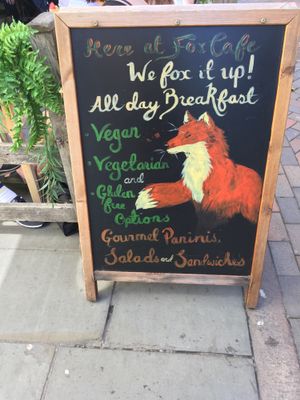 Here at Fox Cafe
We fox it up!
All day Breakfast
Vegan
Vegetarian
and
Gluten
free
Options
Gourmet Paninis,
Salads and Sandwiches